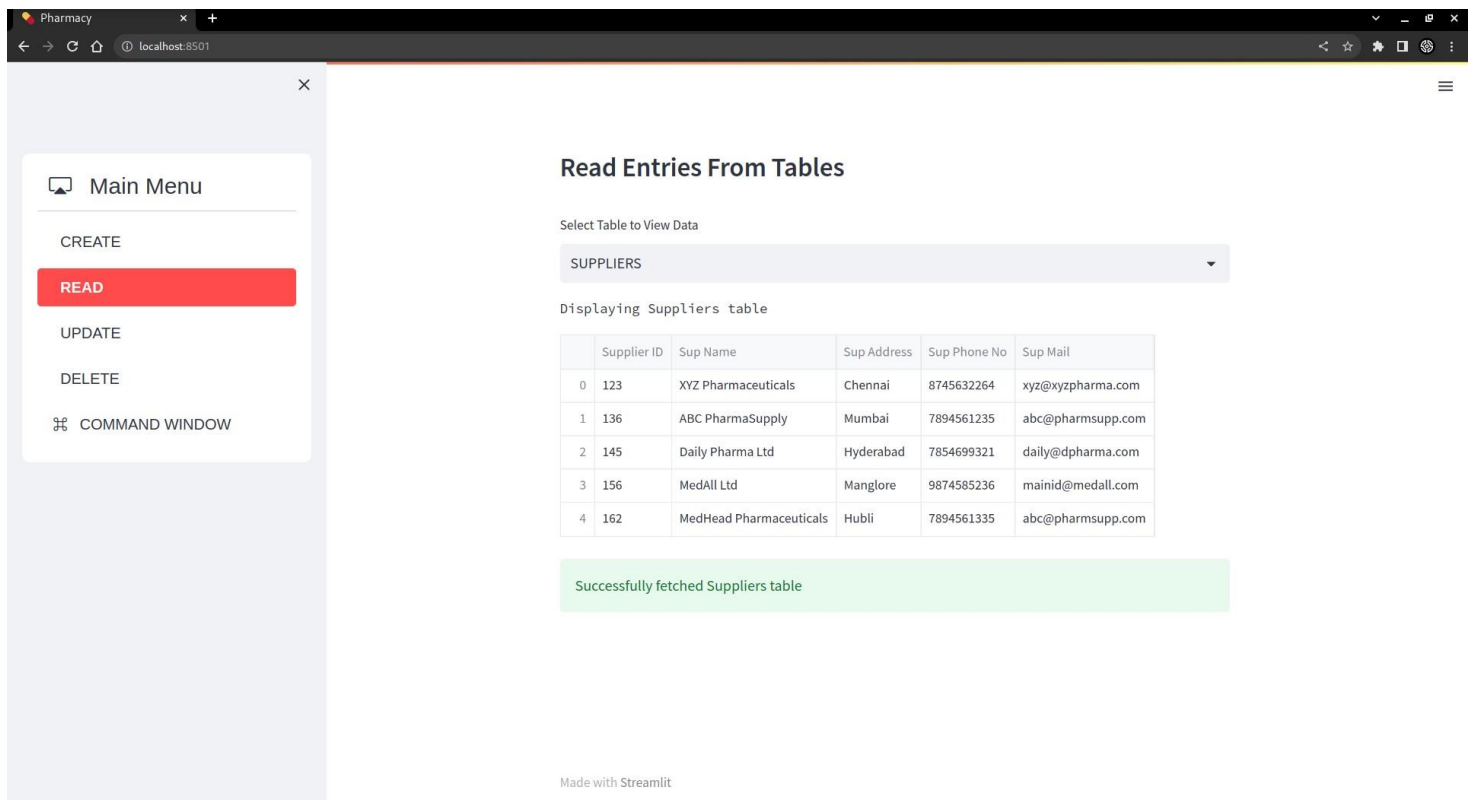 Pharmacy
localhost:8501
Main Menu
CREATE
READ
UPDATE
DELETE
COMMAND WINDOW
Read Entries From Tables
Select Table to View Data
SUPPLIERS
Displaying Suppliers table
Supplier ID Sup Name Sup Address Sup Phone No Sup Mail
0 123 XYZ Pharmaceuticals Chennai 8745632264 xyz@xyzpharma.com
1 136 ABC PharmaSupply Mumbai 7894561235 abc@pharmsupp.com
2 145 Daily Pharma Ltd Hyderabad 7854699321 daily@dpharma.com
3 156 MedAll Ltd Manglore 9874585236 mainid@medall.com
4 162 MedHead Pharmaceuticals Hubli 7894561335 abc@pharmsupp.com
Successfully fetched Suppliers table
Made with Streamlit